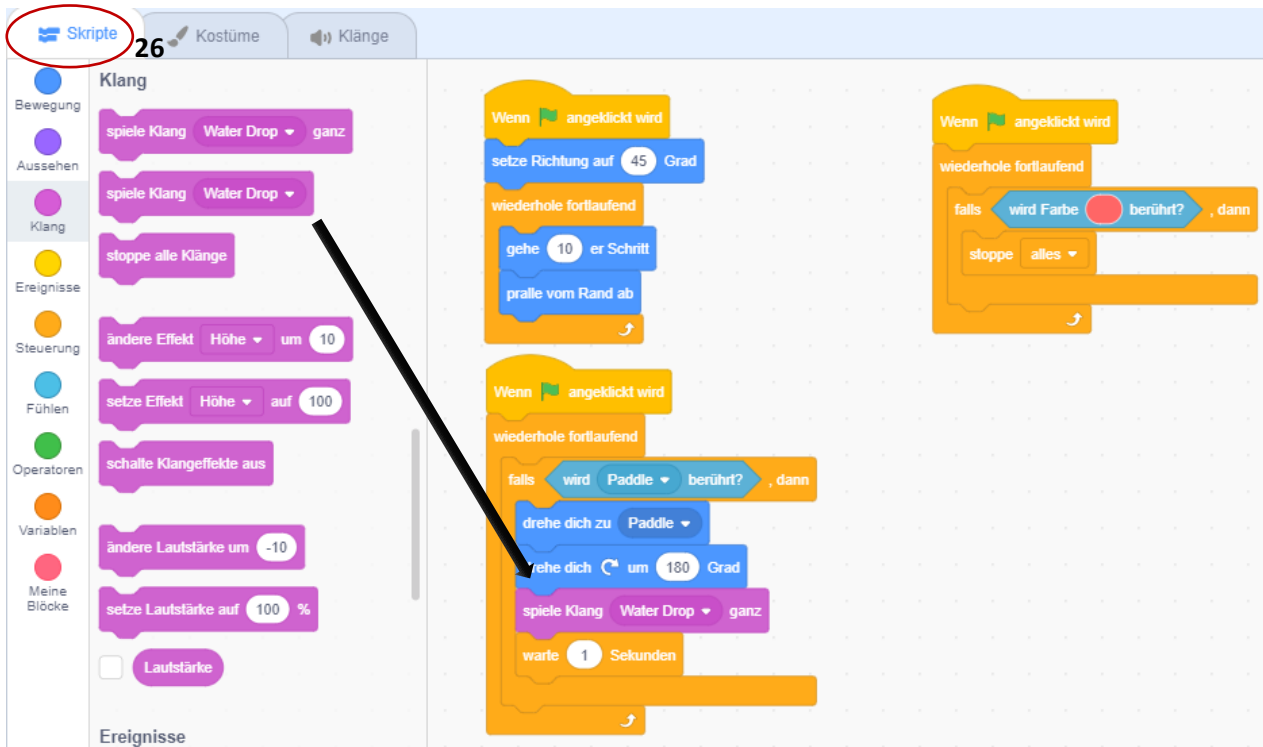 Skripte
26
Kostüme
Klänge
Bewegung
Aussehen
Klang
Ereignisse
Steuerung
Fühlen
Operatoren
Variablen
Meine
Blöcke
Klang
spiele Klang Water Drop ganz
spiele Klang Water Drop
stoppe alle Klänge
ändere Effekt Höhe um 10
setze Effekt Höhe auf 100
schalte Klangeffekte aus
ändere Lautstärke um -10
setze Lautstärke auf 100 %
Lautstärke
Ereignisse
Wenn angeklickt wird
setze Richtung auf 45 Grad
wiederhole fortlaufend
gehe 10 er Schritt
pralle vom Rand ab
Wenn angeklickt wird
wiederhole fortlaufend
falls wird Paddle berührt? , dann
drehe dich zu Paddle
drehe dich um 180 Grad
spiele Klang Water Drop ganz
warte 1 Sekunden
Wenn angeklickt wird
wiederhole fortlaufend
falls wird Farbe berührt? , dann
stoppe alles